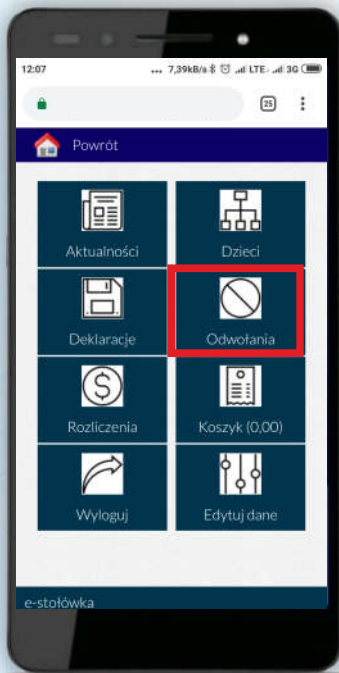 12:07 ... 7,39kB/s LTE 3G
25
Powrót
Aktualności
Dzieci
Deklaracje
Odwołania
Rozliczenia
Koszyk (0,00)
Wyloguj
Edytuj dane
e-stołówka